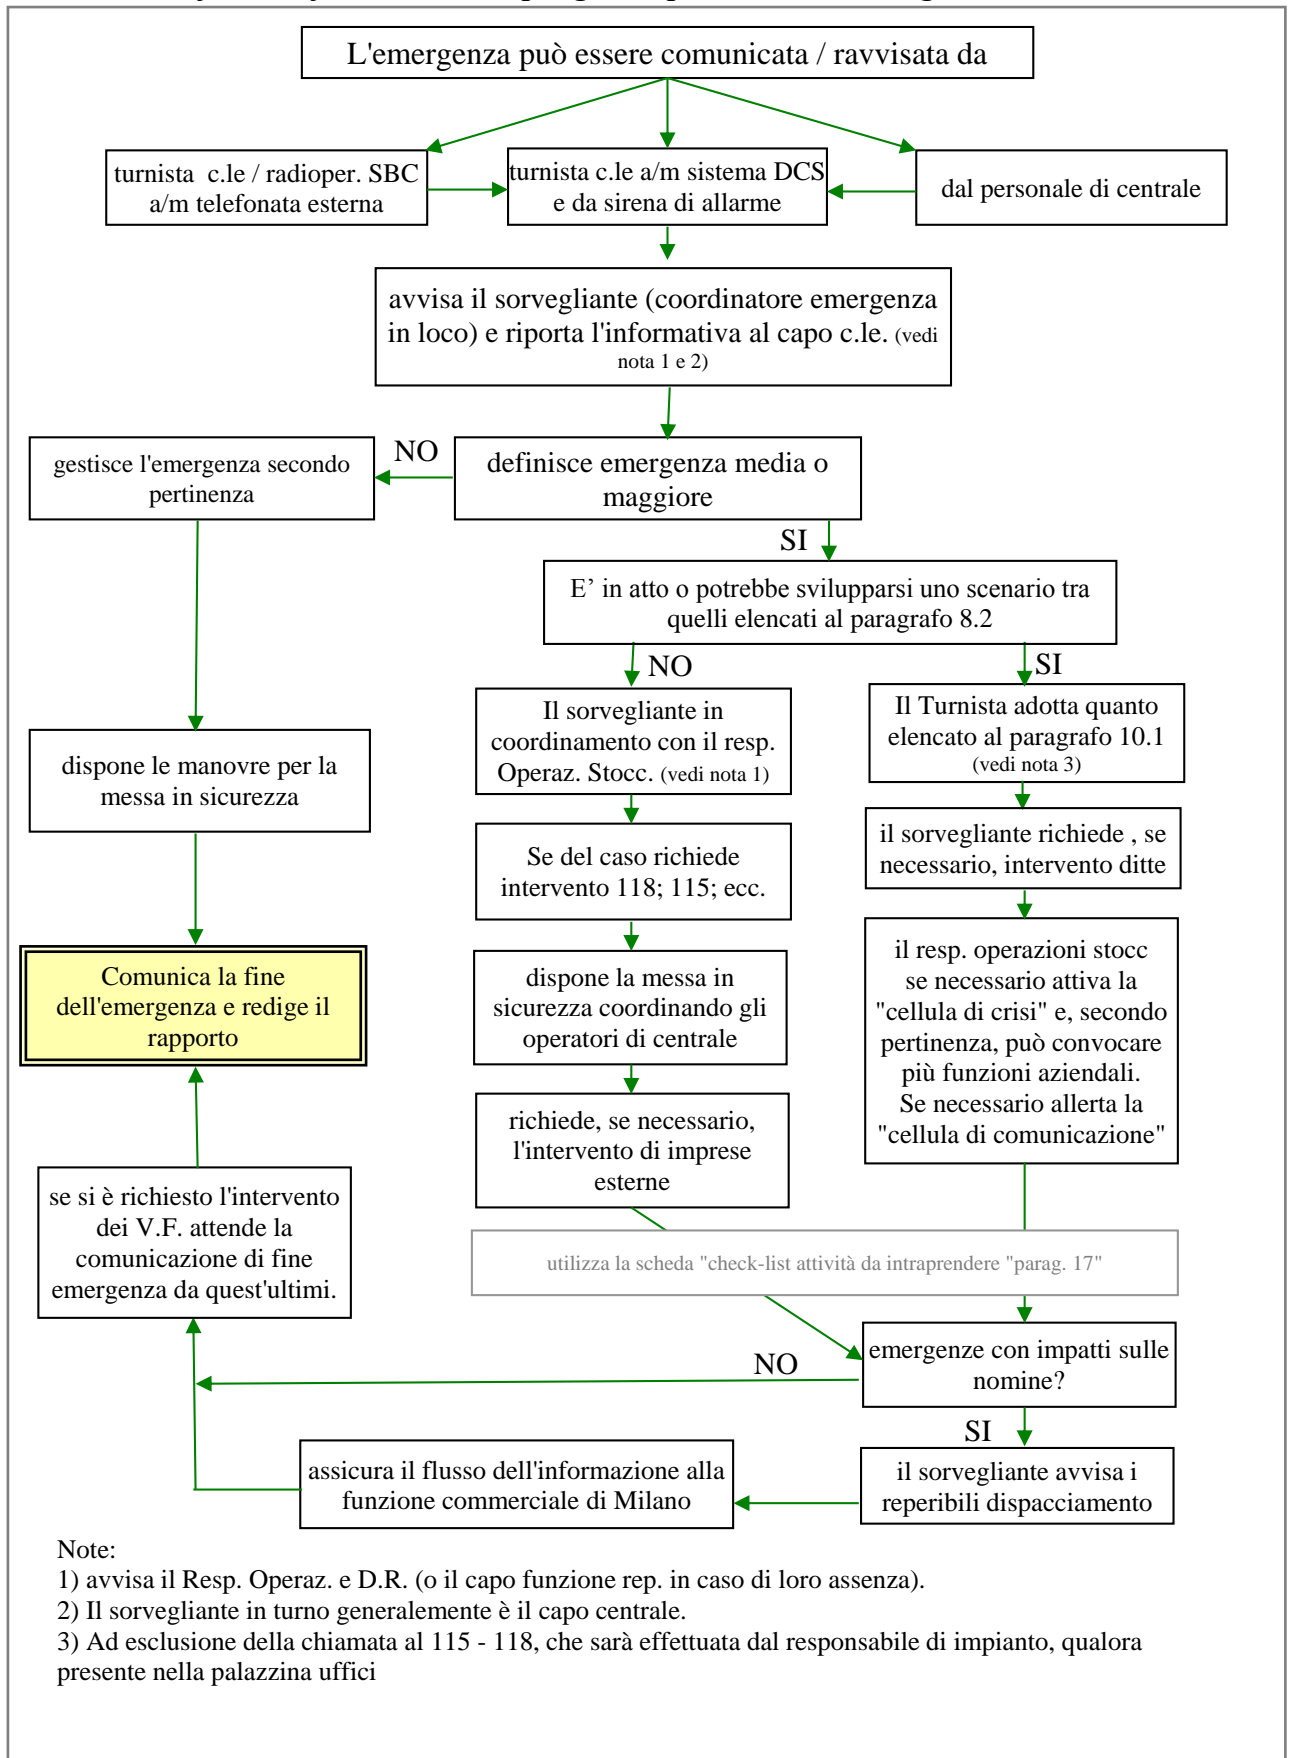 L'emergenza può essere comunicata / ravvisata da
turnista c.le / radioper. SBC
a/m telefonata esterna
turnista c.le a/m sistema DCS
e da sirena di allarme
dal personale di centrale
avvisa il sorvegliante (coordinatore emergenza
in loco) e riporta l'informativa al capo c.le. (vedi
nota 1 e 2)
gestisce l'emergenza secondo
pertinenza
NO
definisce emergenza media o
maggiore
SI
E' in atto o potrebbe svilupparsi uno scenario tra
quelli elencati al paragrafo 8.2
NO
SI
Il sorvegliante in
coordinamento con il resp.
Operaz. Stocc. (vedi nota 1)
Il Turnista adotta quanto
elencato al paragrafo 10.1
(vedi nota 3)
dispone le manovre per la
messa in sicurezza
Se del caso richiede
intervento 118; 115; ecc.
il sorvegliante richiede , se
necessario, intervento ditte
Comunica la fine
dell'emergenza e redige il
rapporto
dispone la messa in
sicurezza coordinando gli
operatori di centrale
il resp. operazioni stocc
se necessario attiva la
"cellula di crisi" e, secondo
pertinenza, può convocare
più funzioni aziendali.
Se necessario allerta la
"cellula di comunicazione"
richiede, se necessario,
l'intervento di imprese
esterne
se si è richiesto l'intervento
dei V.F. attende la
comunicazione di fine
emergenza da quest'ultimi.
utilizza la scheda "check-list attività da intraprendere "parag. 17"
emergenze con impatti sulle
nomine?
NO
SI
assicura il flusso dell'informazione alla
funzione commerciale di Milano
il sorvegliante avvisa i
reperibili dispacciamento
Note:
1) avvisa il Resp. Operaz. e D.R. (o il capo funzione rep. in caso di loro assenza).
2) Il sorvegliante in turno generalemente è il capo centrale.
3) Ad esclusione della chiamata al 115 - 118, che sarà effettuata dal responsabile di impianto, qualora
presente nella palazzina uffici